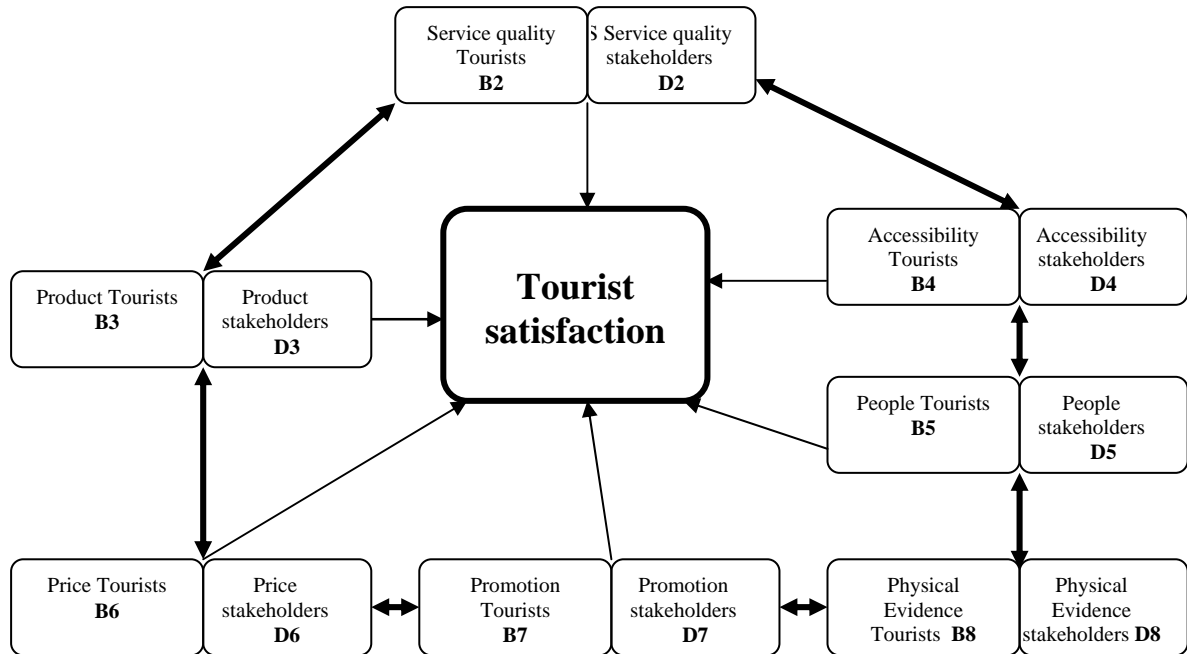 Service quality
Tourists
B2
S Service quality
stakeholders
D2
Tourist
satisfaction
Accessibility
Tourists
B4
Accessibility
stakeholders
D4
Product Tourists
B3
Product
stakeholders
D3
People Tourists
B5
People
stakeholders
D5
Price Tourists
B6
Price
stakeholders
D6
Promotion
Tourists
B7
Promotion
stakeholders
D7
Physical
Evidence
Tourists B8
Physical
Evidence
stakeholders D8